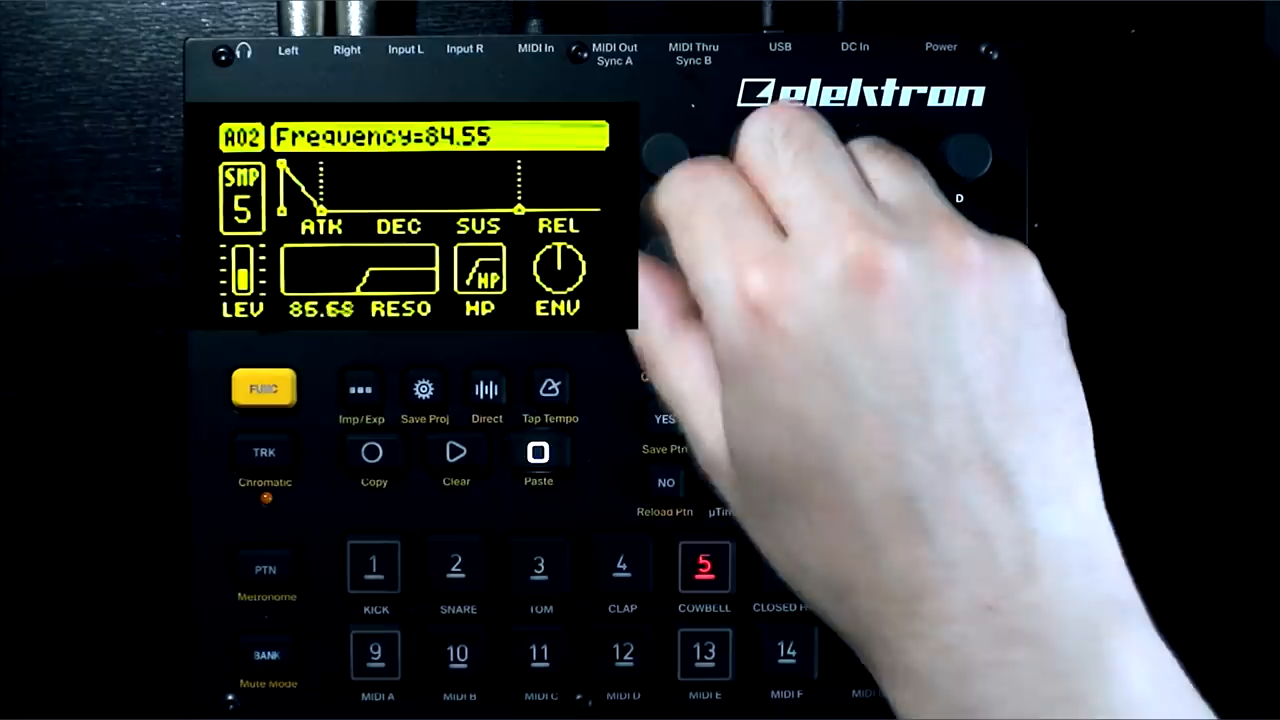 Left Right Input L Input R MIDI In MIDI Out MIDI Thru USB DC In Power
Sync A Sync B
elektron
A02 Frequency=84.55
SMP
5
ATK DEC SUS REL
HP
LEV RESO HP ENV
D
FUNC
Imp/Exp Save Proj Direct Tap Tempo
TRK YES
Chromatic Copy Clear Paste Save Ptn
NO
Reload Ptn
PTN 1 2 3 4 5
Metronome KICK SNARE TOM CLAP COWBELL CLOSED
BANK 9 10 11 12 13 14
Mute Mode MIDI A MIDI B MIDI C MIDI D MIDI E MIDI F MIDI